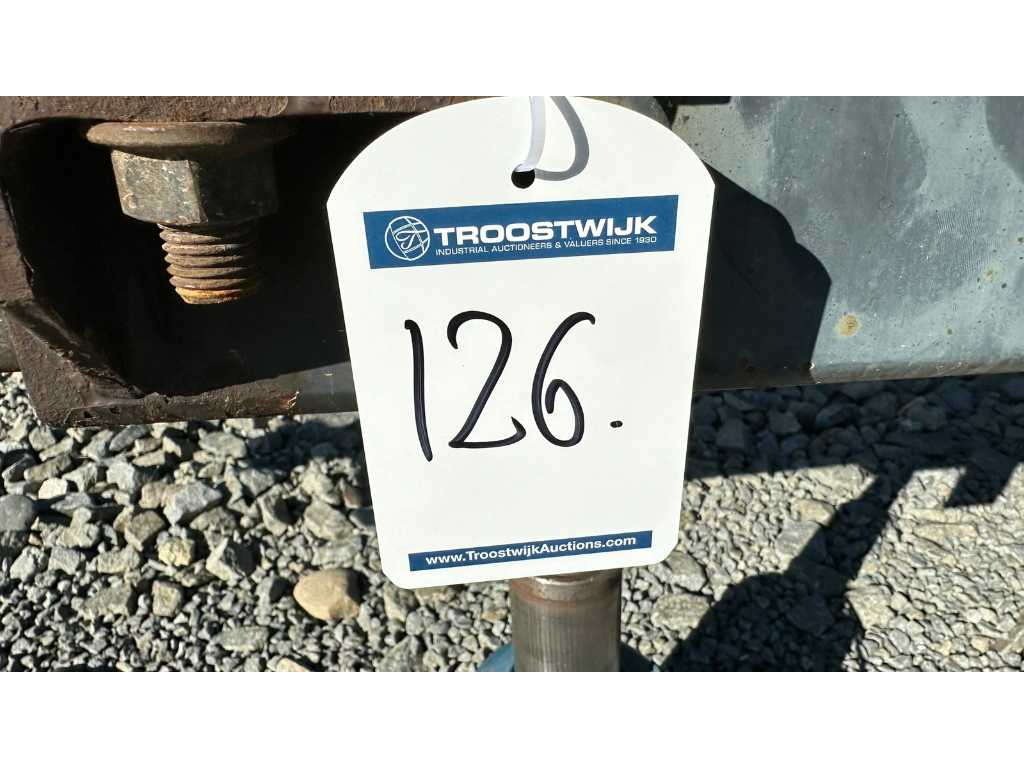 TROOSTWIJK
INDUSTRIAL AUCTIONEERS & VALUERS SINCE 1930
126.
www.TroostwijkAuctions.com